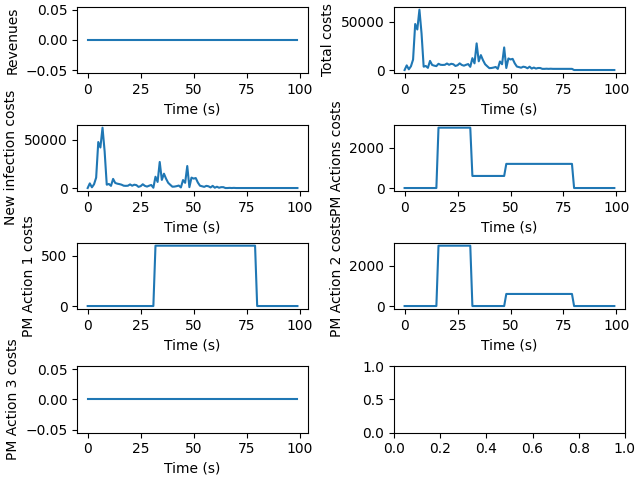 Revenues
0.05
0.00
−0.05
0 25 50 75 100
Time (s)
Total costs
50000
0
0 25 50 75 100
Time (s)
New infection costs
50000
0
0 25 50 75 100
Time (s)
PM Actions costs
2000
0
0 25 50 75 100
Time (s)
PM Action 1 costs
500
0
0 25 50 75 100
Time (s)
PM Action 2 costs
2000
0
0 25 50 75 100
Time (s)
PM Action 3 costs
0.05
0.00
−0.05
0 25 50 75 100
Time (s)
1.0
0.5
0.0
0.0 0.2 0.4 0.6 0.8 1.0